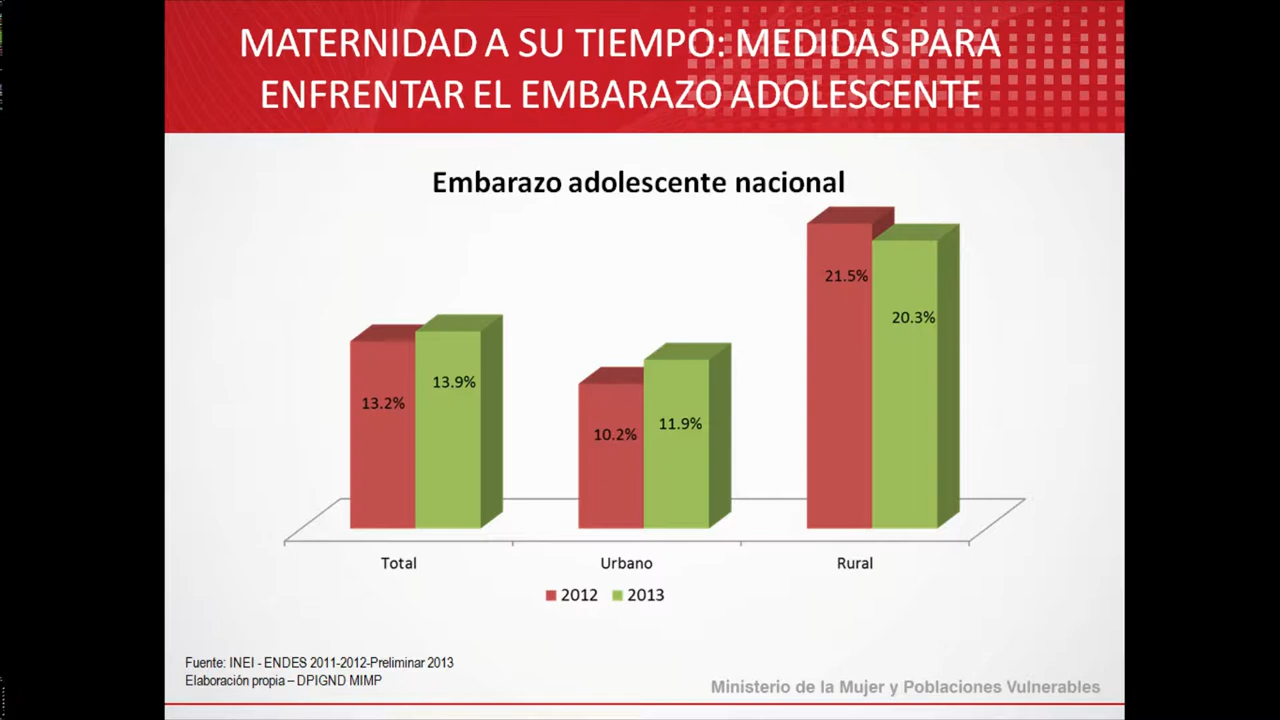 MATERNIDAD A SU TIEMPO: MEDIDAS PARA
ENFRENTAR EL EMBARAZO ADOLESCENTE
Embarazo adolescente nacional
21.5%
20.3%
13.9%
13.2%
11.9%
10.2%
Total
Urbano
Rural
2012
2013
Fuente: INEI - ENDES 2011-2012-Preliminar 2013
Elaboración propia – DPIGND MIMP
Ministerio de la Mujer y Poblaciones Vulnerables